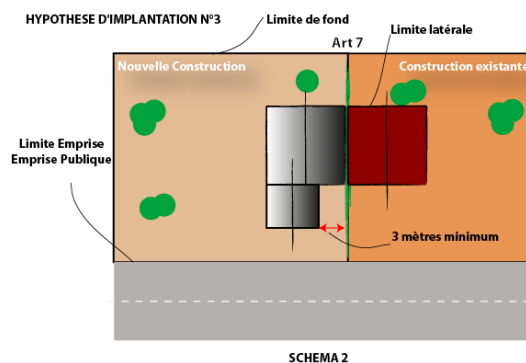 HYPOTHESE D'IMPLANTATION N°3
Limite de fond
Limite latérale
Art 7
Nouvelle Construction
Construction existante
Limite Emprise
Emprise Publique
3 mètres minimum
SCHEMA 2